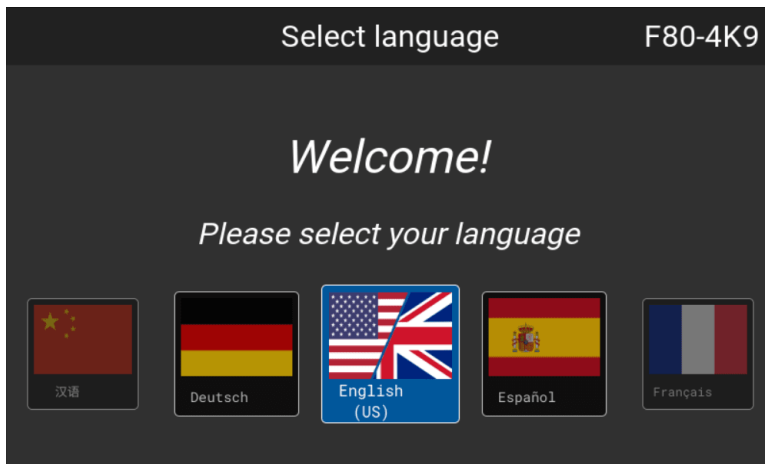 Select language
F80-4K9
Welcome!
Please select your language
汉语
Deutsch
English
(US)
Español
Français